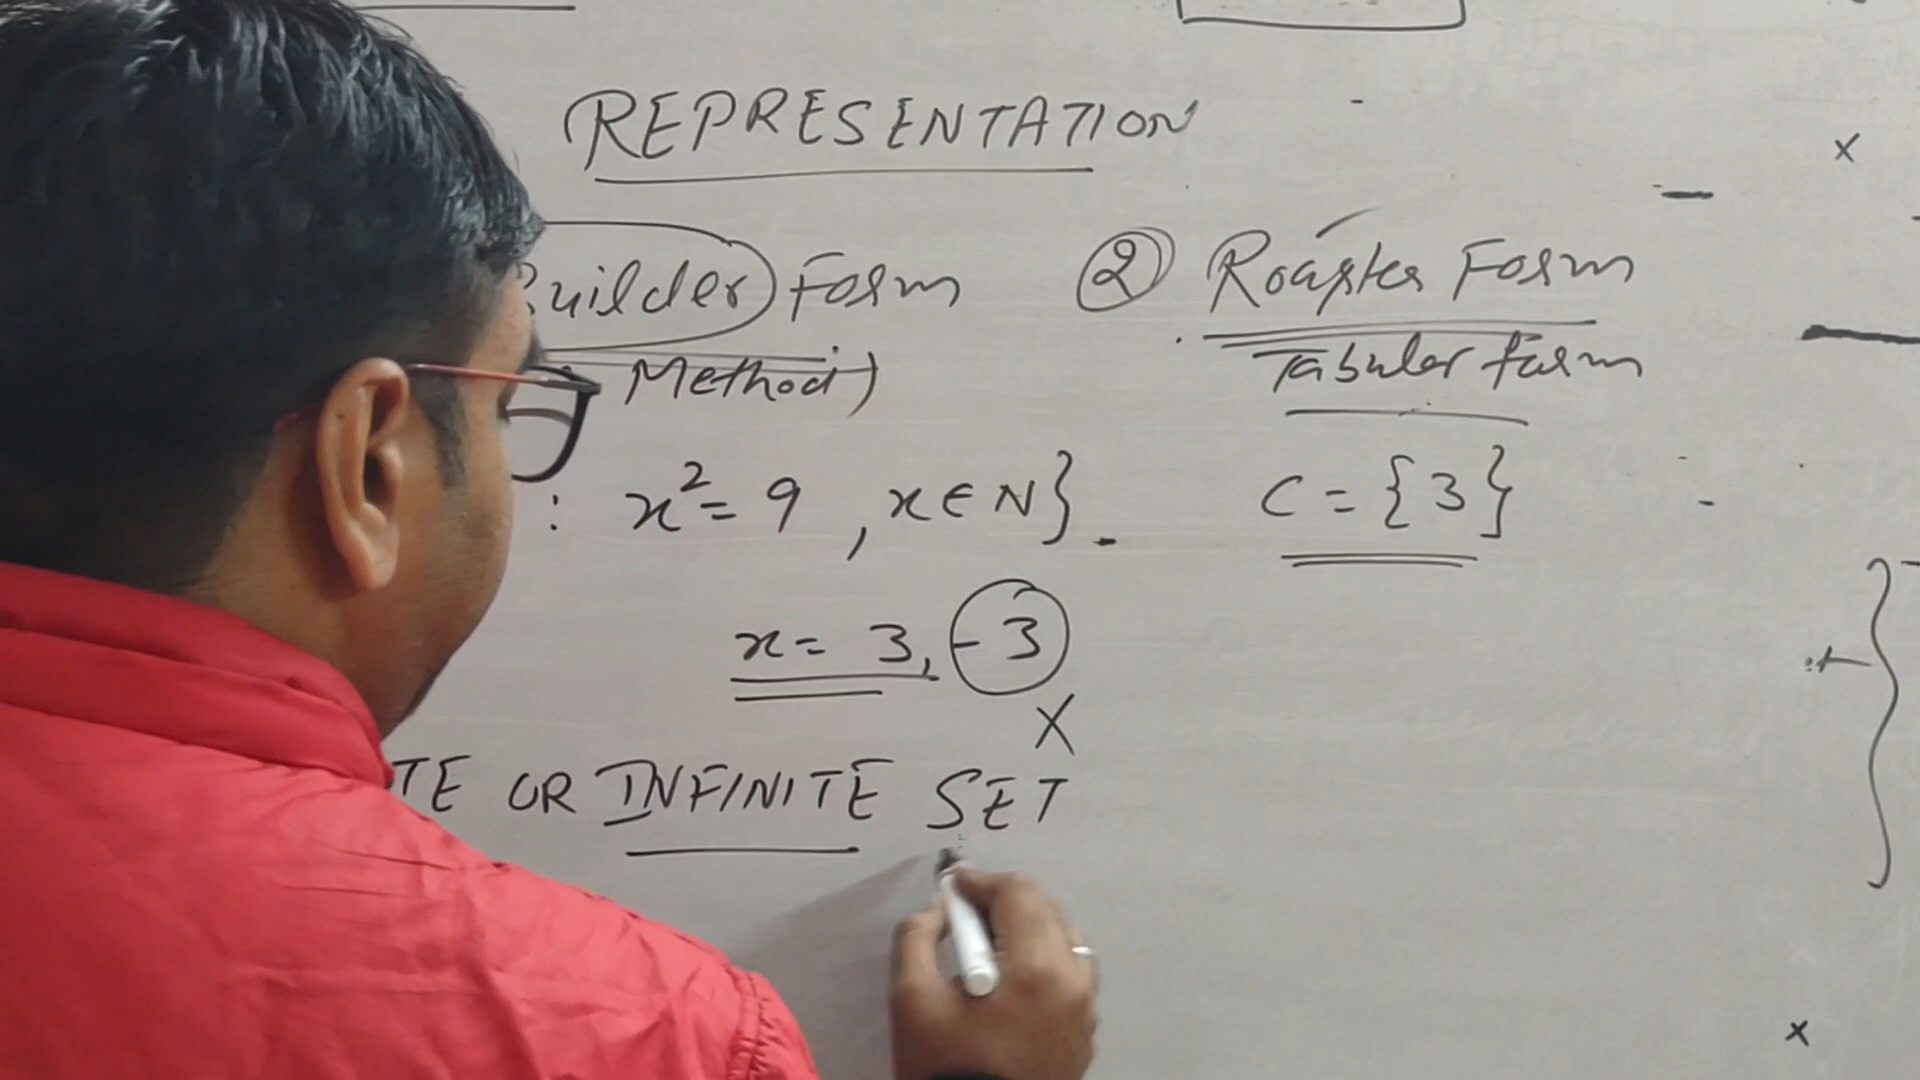 REPRESENTATION
Builder Form
② Roaster Form
Method)
Tabular form
: x² = 9 , x ∈ N}.
C = {3}
x = 3, -3
X
TE OR INFINITE SET